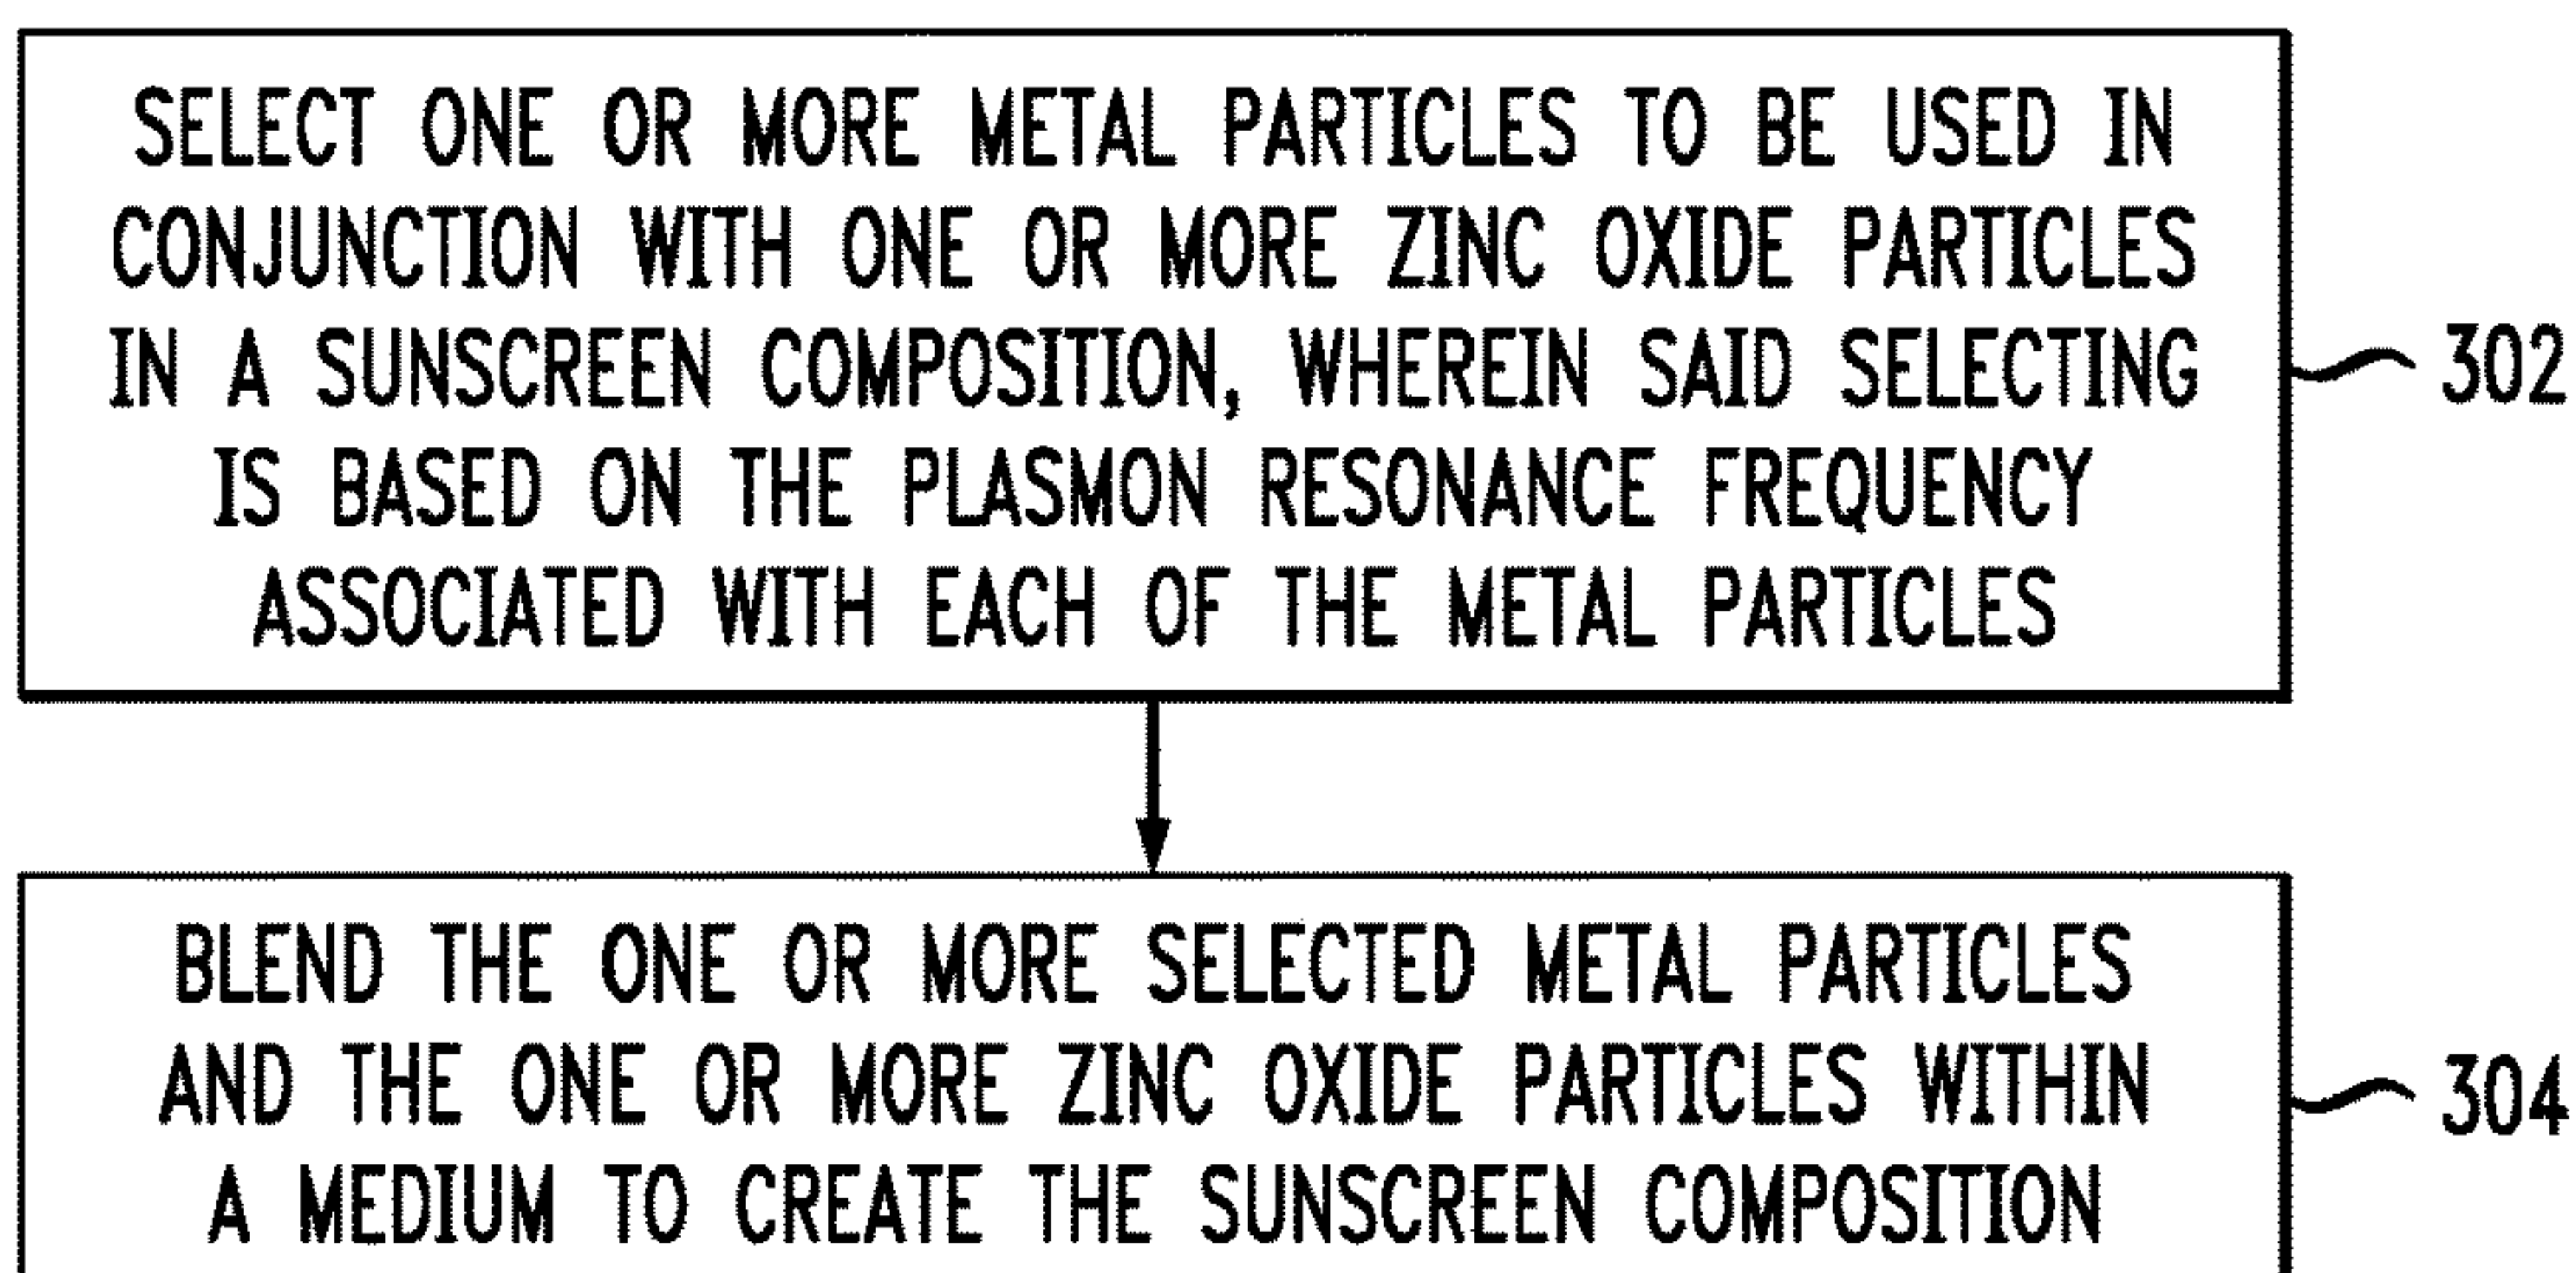 SELECT ONE OR MORE METAL PARTICLES TO BE USED IN
CONJUNCTION WITH ONE OR MORE ZINC OXIDE PARTICLES
IN A SUNSCREEN COMPOSITION, WHEREIN SAID SELECTING
IS BASED ON THE PLASMON RESONANCE FREQUENCY
ASSOCIATED WITH EACH OF THE METAL PARTICLES
302
BLEND THE ONE OR MORE SELECTED METAL PARTICLES
AND THE ONE OR MORE ZINC OXIDE PARTICLES WITHIN
A MEDIUM TO CREATE THE SUNSCREEN COMPOSITION
304